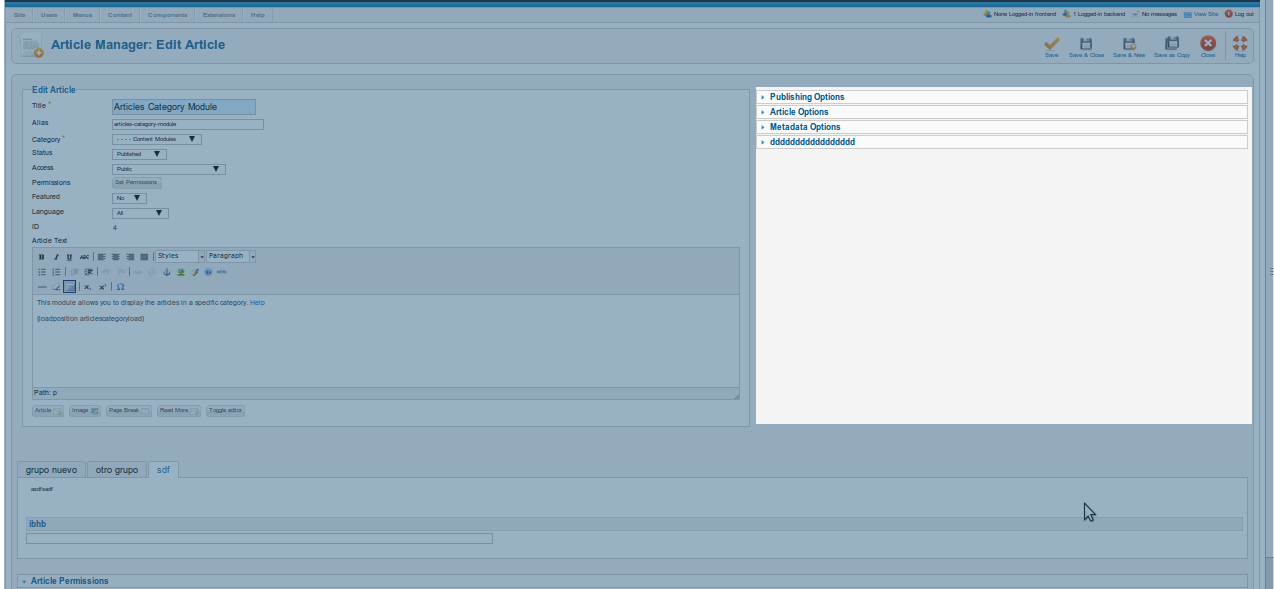 Site Users Menus Content Components Extensions Help None Logged-in frontend 1 Logged-in backend No messages View Site Log out
Article Manager: Edit Article
Save Save & Close Save & New Save as Copy Close Help
Edit Article
Title * Articles Category Module
Alias articles-category-module
Category * - - - - Content Modules
Status Published
Access Public
Permissions Set Permissions
Featured No
Language All
ID 4
Article Text
B I U ABC Styles Paragraph
HTML
This module allows you to display the articles in a specific category. Help
{loadposition articlescategoryload}
Path: p
Article Image Page Break Read More Toggle editor
Publishing Options
Article Options
Metadata Options
ddddddddddddddddd
grupo nuevo otro grupo sdf
asdfsadf
ibhb
Article Permissions